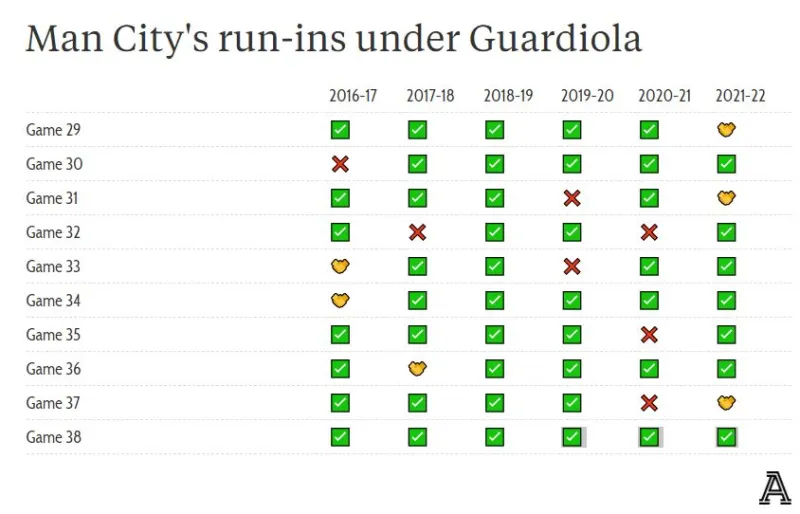 Man City's run-ins under Guardiola
2016-17 2017-18 2018-19 2019-20 2020-21 2021-22
Game 29
Game 30
Game 31
Game 32
Game 33
Game 34
Game 35
Game 36
Game 37
Game 38
A